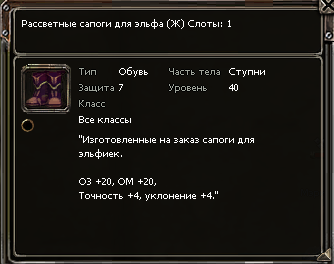 Рассветные сапоги для эльфа (Ж) Слоты: 1
Тип Обувь Часть тела Ступни
Защита 7 Уровень 40
Класс
Все классы
"Изготовленные на заказ сапоги для
эльфиек.
ОЗ +20, ОМ +20,
Точность +4, уклонение +4."